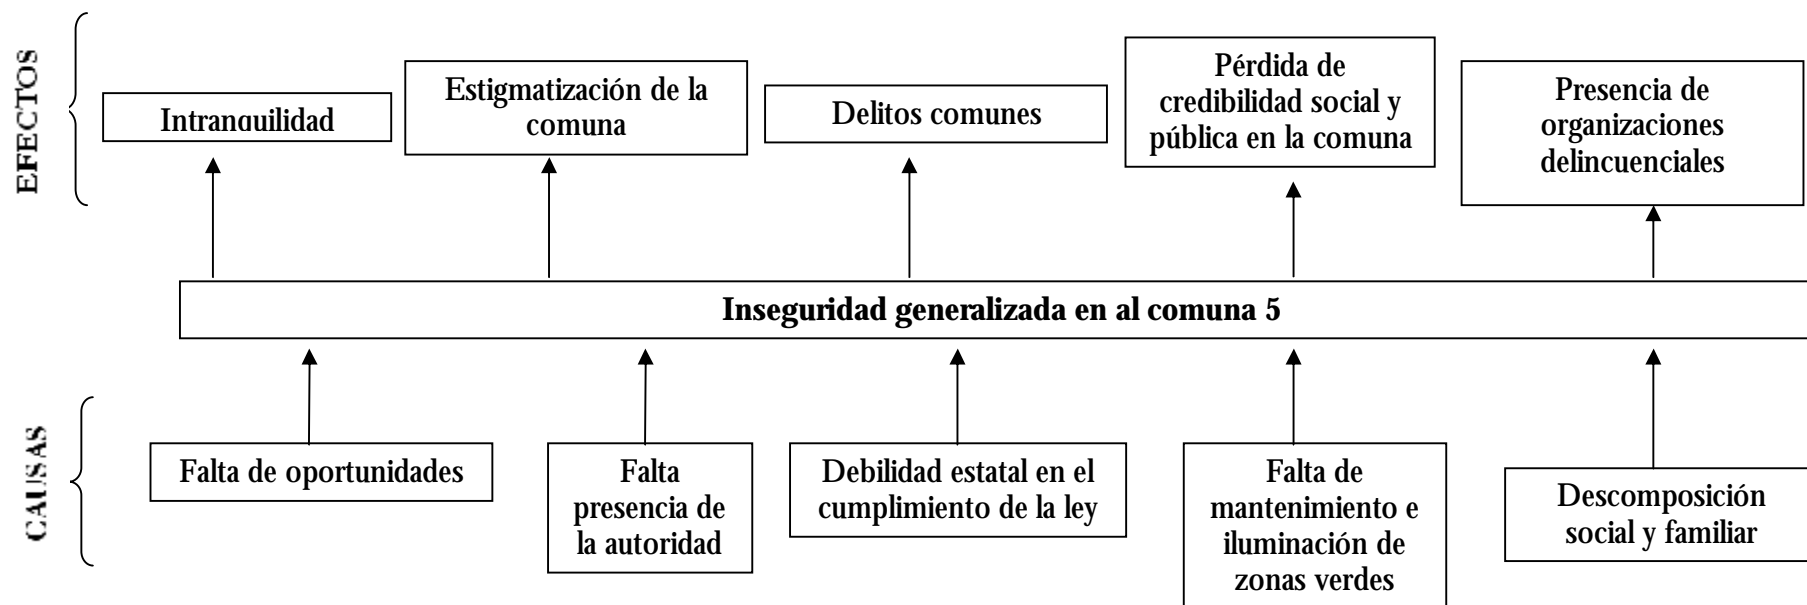 EFECTOS
Intranquilidad
Estigmatización de la
comuna
Delitos comunes
Pérdida de
credibilidad social y
pública en la comuna
Presencia de
organizaciones
delincuenciales
Inseguridad generalizada en al comuna 5
CAUSAS
Falta de oportunidades
Falta
presencia de
la autoridad
Debilidad estatal en el
cumplimiento de la ley
Falta de
mantenimiento e
iluminación de
zonas verdes
Descomposición
social y familiar